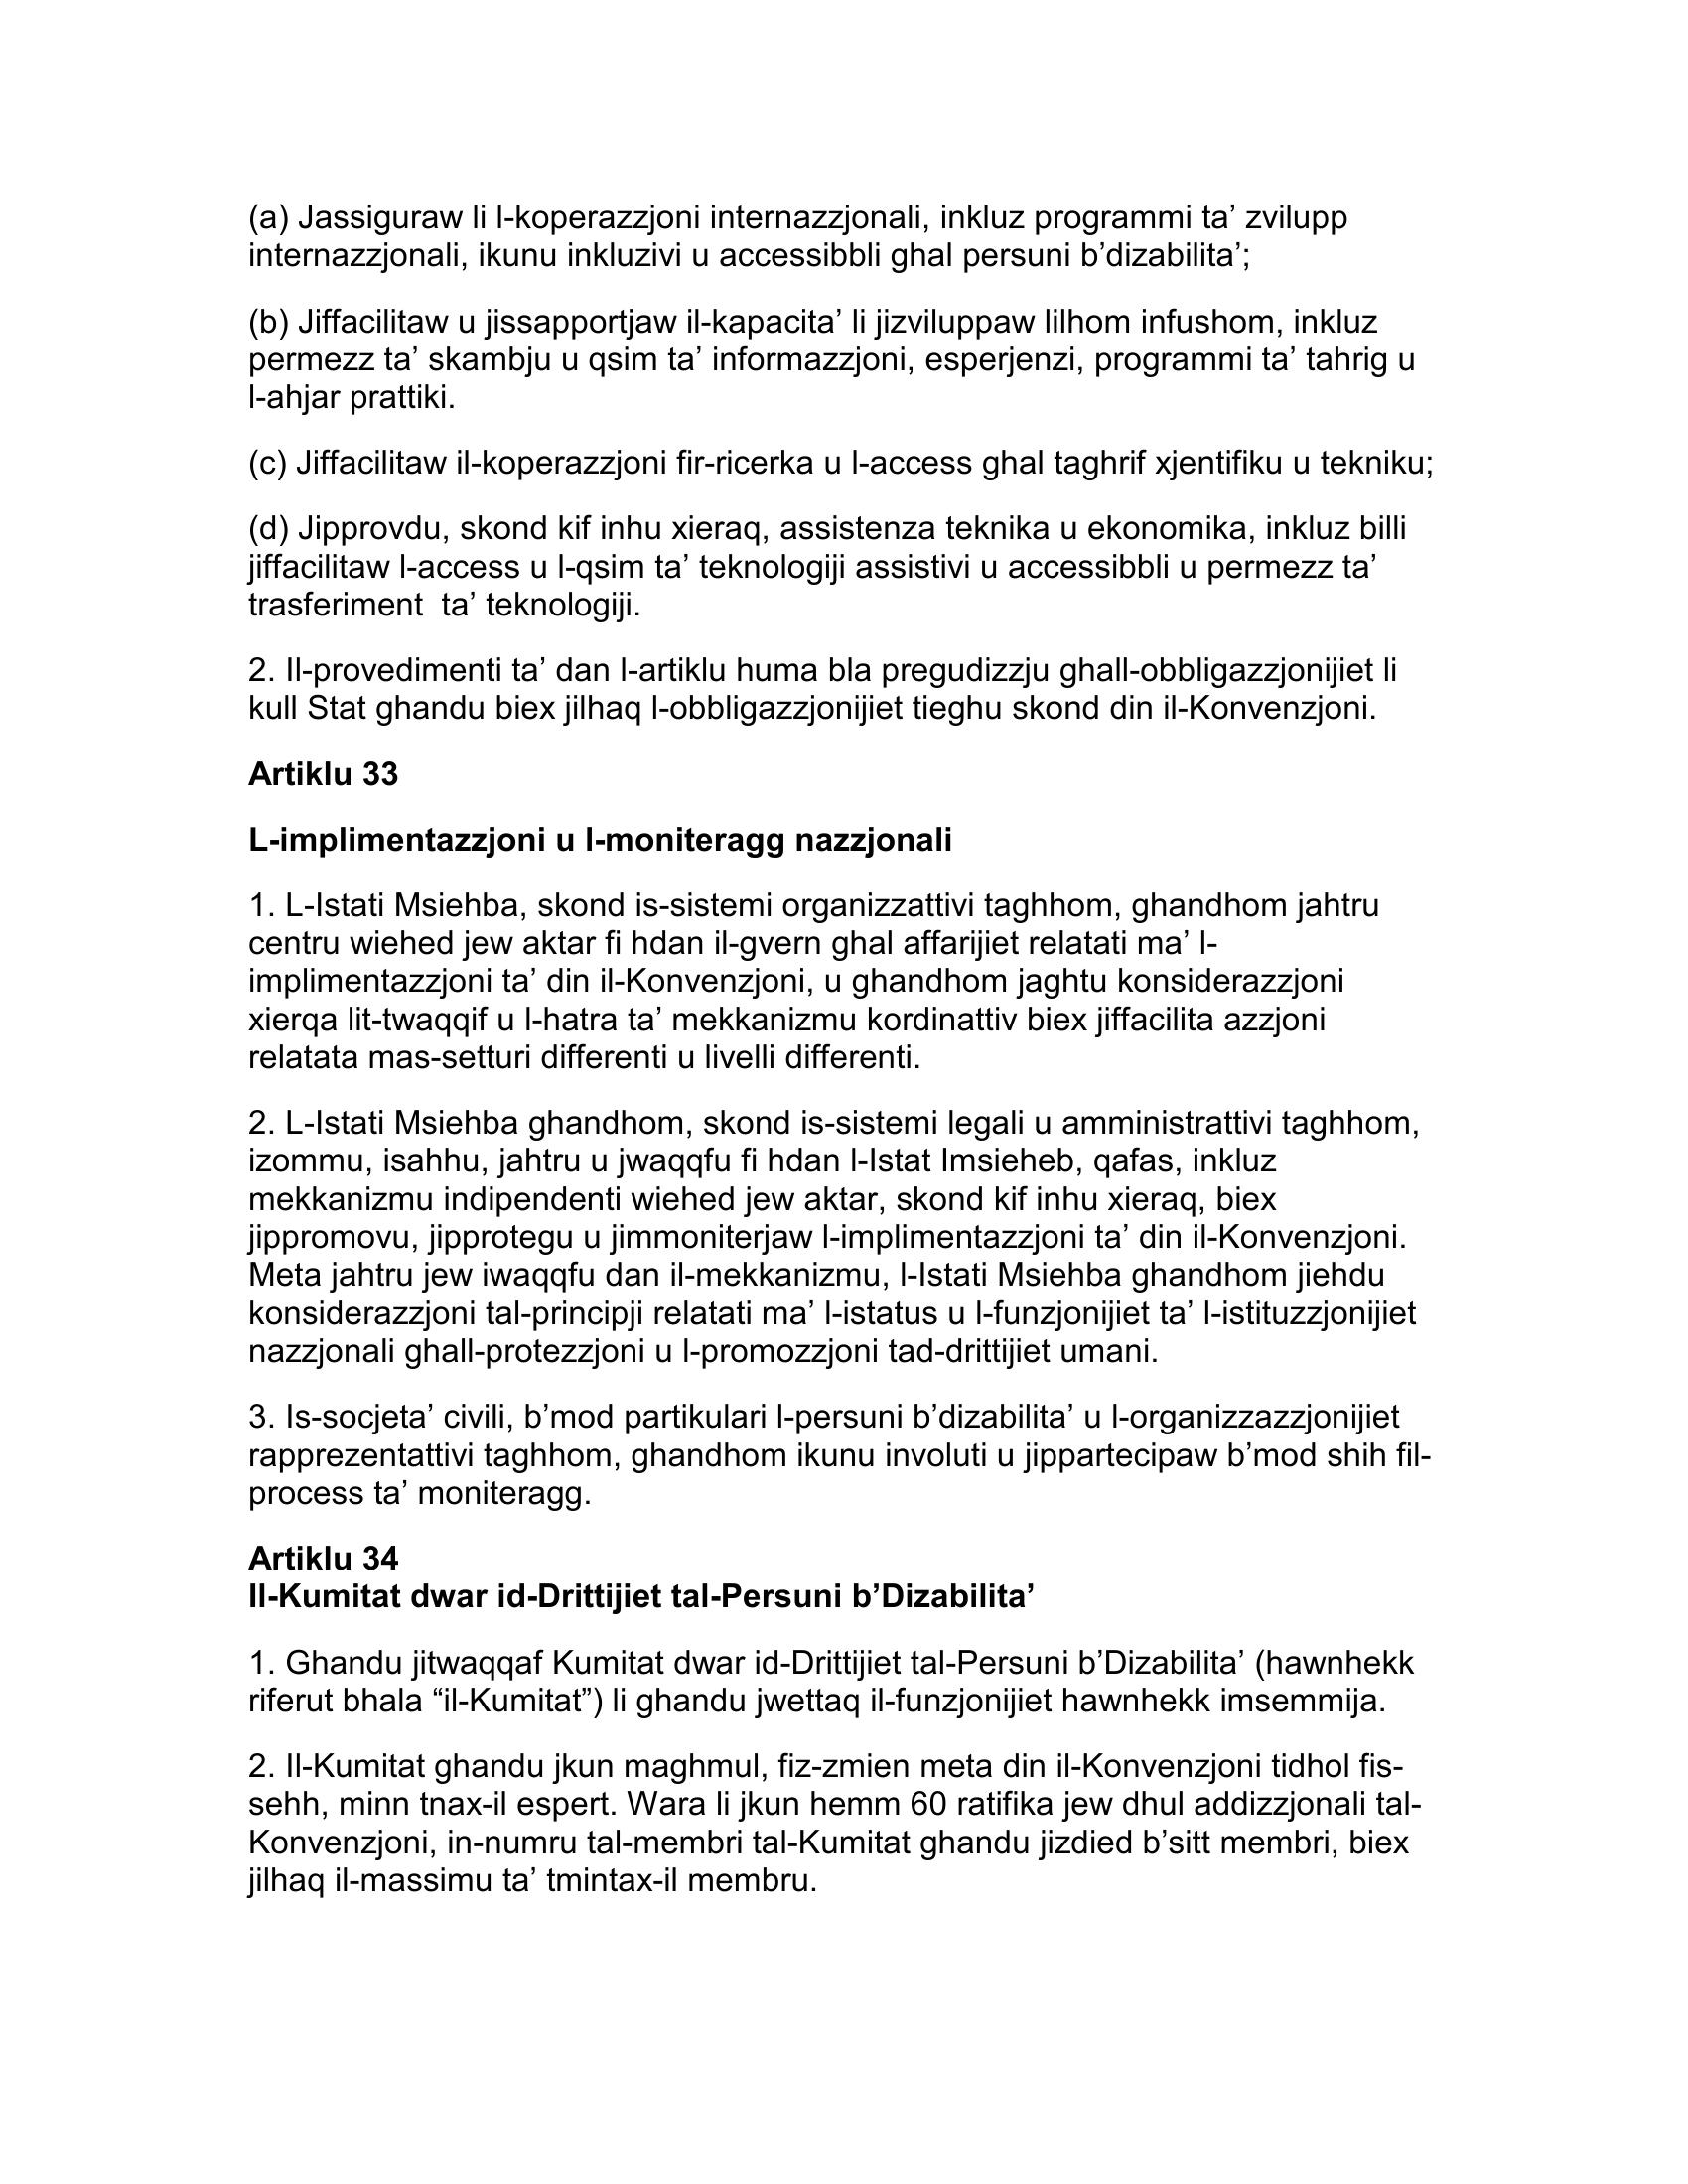 (a) Jassiguraw li l-koperazzjoni internazzjonali, inkluz programmi ta’ zvilupp
internazzjonali, ikunu inkluzivi u accessibbli ghal persuni b’dizabilita’;
(b) Jiffacilitaw u jissapportjaw il-kapacita’ li jizviluppaw lilhom infushom, inkluz
permezz ta’ skambju u qsim ta’ informazzjoni, esperjenzi, programmi ta’ tahrig u
l-ahjar prattiki.
(c) Jiffacilitaw il-koperazzjoni fir-ricerka u l-access ghal taghrif xjentifiku u tekniku;
(d) Jipprovdu, skond kif inhu xieraq, assistenza teknika u ekonomika, inkluz billi
jiffacilitaw l-access u l-qsim ta’ teknologiji assistivi u accessibbli u permezz ta’
trasferiment  ta’ teknologiji.
2. Il-provedimenti ta’ dan l-artiklu huma bla pregudizzju ghall-obbligazzjonijiet li
kull Stat ghandu biex jilhaq l-obbligazzjonijiet tieghu skond din il-Konvenzjoni.
Artiklu 33
L-implimentazzjoni u l-moniteragg nazzjonali
1. L-Istati Msiehba, skond is-sistemi organizzattivi taghhom, ghandhom jahtru
centru wiehed jew aktar fi hdan il-gvern ghal affarijiet relatati ma’ l-
implimentazzjoni ta’ din il-Konvenzjoni, u ghandhom jaghtu konsiderazzjoni
xierqa lit-twaqqif u l-hatra ta’ mekkanizmu kordinattiv biex jiffacilita azzjoni
relatata mas-setturi differenti u livelli differenti.
2. L-Istati Msiehba ghandhom, skond is-sistemi legali u amministrattivi taghhom,
izommu, isahhu, jahtru u jwaqqfu fi hdan l-Istat Imsieheb, qafas, inkluz
mekkanizmu indipendenti wiehed jew aktar, skond kif inhu xieraq, biex
jippromovu, jipprotegu u jimmoniterjaw l-implimentazzjoni ta’ din il-Konvenzjoni.
Meta jahtru jew iwaqqfu dan il-mekkanizmu, l-Istati Msiehba ghandhom jiehdu
konsiderazzjoni tal-principji relatati ma’ l-istatus u l-funzjonijiet ta’ l-istituzzjonijiet
nazzjonali ghall-protezzjoni u l-promozzjoni tad-drittijiet umani.
3. Is-socjeta’ civili, b’mod partikulari l-persuni b’dizabilita’ u l-organizzazzjonijiet
rapprezentattivi taghhom, ghandhom ikunu involuti u jippartecipaw b’mod shih fil-
process ta’ moniteragg.
Artiklu 34
Il-Kumitat dwar id-Drittijiet tal-Persuni b’Dizabilita’
1. Ghandu jitwaqqaf Kumitat dwar id-Drittijiet tal-Persuni b’Dizabilita’ (hawnhekk
riferut bhala “il-Kumitat”) li ghandu jwettaq il-funzjonijiet hawnhekk imsemmija.
2. Il-Kumitat ghandu jkun maghmul, fiz-zmien meta din il-Konvenzjoni tidhol fis-
sehh, minn tnax-il espert. Wara li jkun hemm 60 ratifika jew dhul addizzjonali tal-
Konvenzjoni, in-numru tal-membri tal-Kumitat ghandu jizdied b’sitt membri, biex
jilhaq il-massimu ta’ tmintax-il membru.